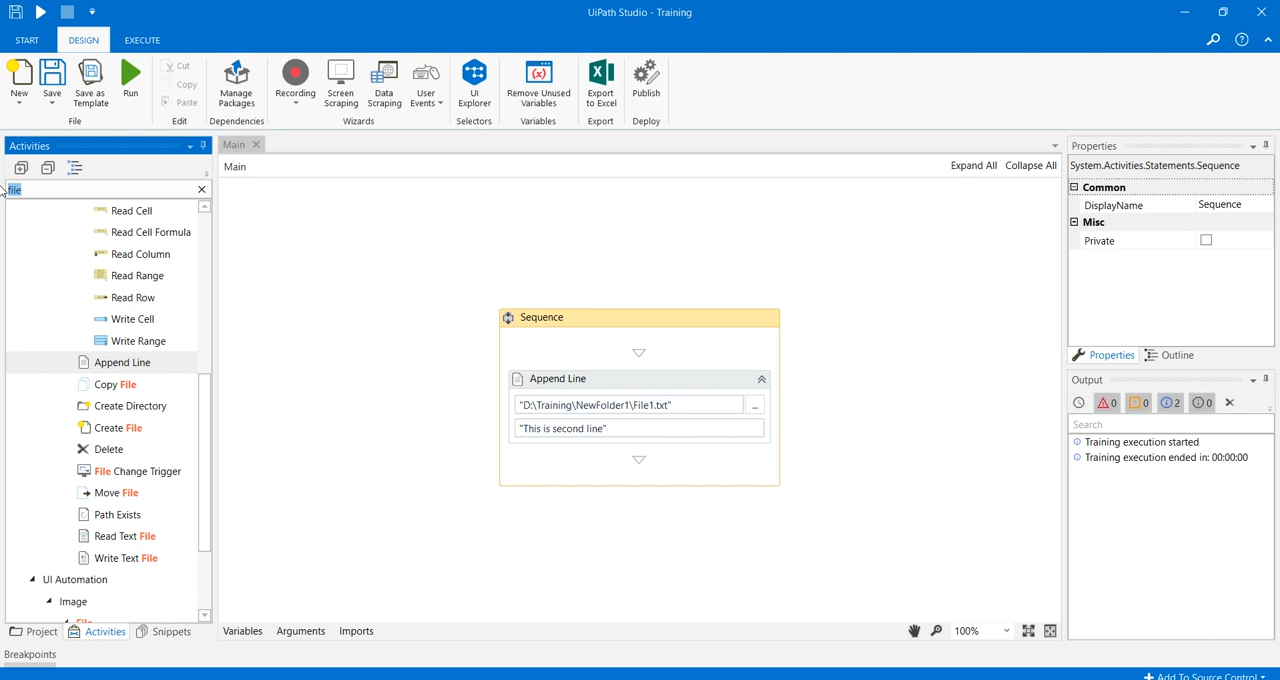 UiPath Studio - Training
START DESIGN EXECUTE
New Save Save as Template Run
Cut
Copy
Paste
Manage Packages
Recording Screen Scraping Data Scraping User Events
UI Explorer
Remove Unused Variables
Export to Excel
Publish
File Edit Dependencies Wizards Selectors Variables Export Deploy
Activities
file
Read Cell
Read Cell Formula
Read Column
Read Range
Read Row
Write Cell
Write Range
Append Line
Copy File
Create Directory
Create File
Delete
File Change Trigger
Move File
Path Exists
Read Text File
Write Text File
UI Automation
Image
File
Project Activities Snippets
Breakpoints
Main
Main
Expand All Collapse All
Sequence
Append Line
"D:\Training\NewFolder1\File1.txt" ...
"This is second line"
Variables Arguments Imports
100%
Properties
System.Activities.Statements.Sequence
Common
DisplayName Sequence
Misc
Private
Properties Outline
Output
0 0 2 0
Search
Training execution started
Training execution ended in: 00:00:00
Add To Source Control